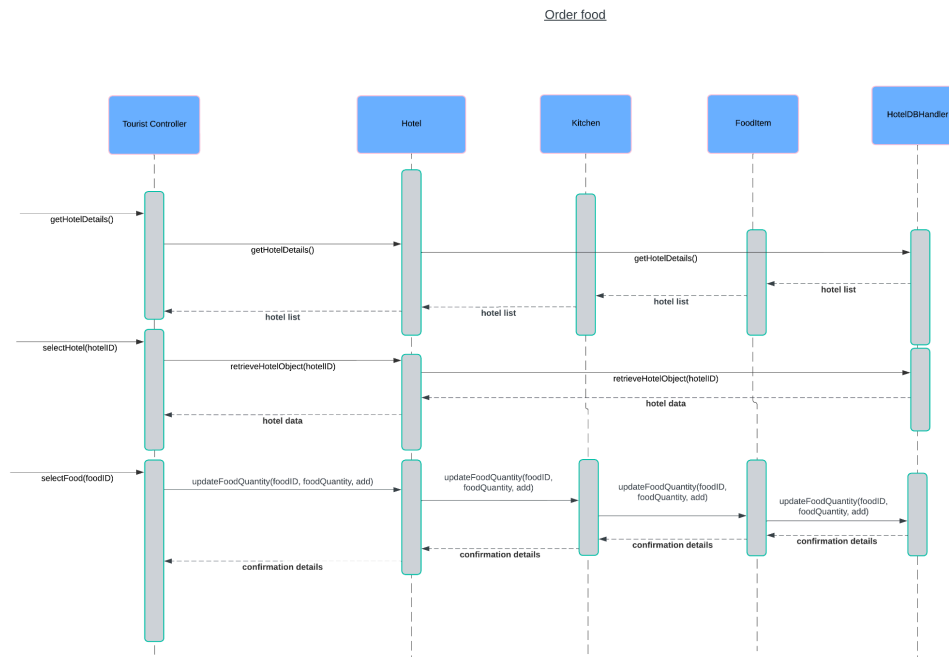 Order food
Tourist Controller
Hotel
Kitchen
FoodItem
HotelDBHandler
getHotelDetails()
getHotelDetails()
getHotelDetails()
hotel list
hotel list
hotel list
hotel list
selectHotel(hotelID)
retrieveHotelObject(hotelID)
retrieveHotelObject(hotelID)
hotel data
hotel data
selectFood(foodID)
updateFoodQuantity(foodID, foodQuantity, add)
updateFoodQuantity(foodID,
foodQuantity, add)
updateFoodQuantity(foodID,
foodQuantity, add)
updateFoodQuantity(foodID,
foodQuantity, add)
confirmation details
confirmation details
confirmation details
confirmation details